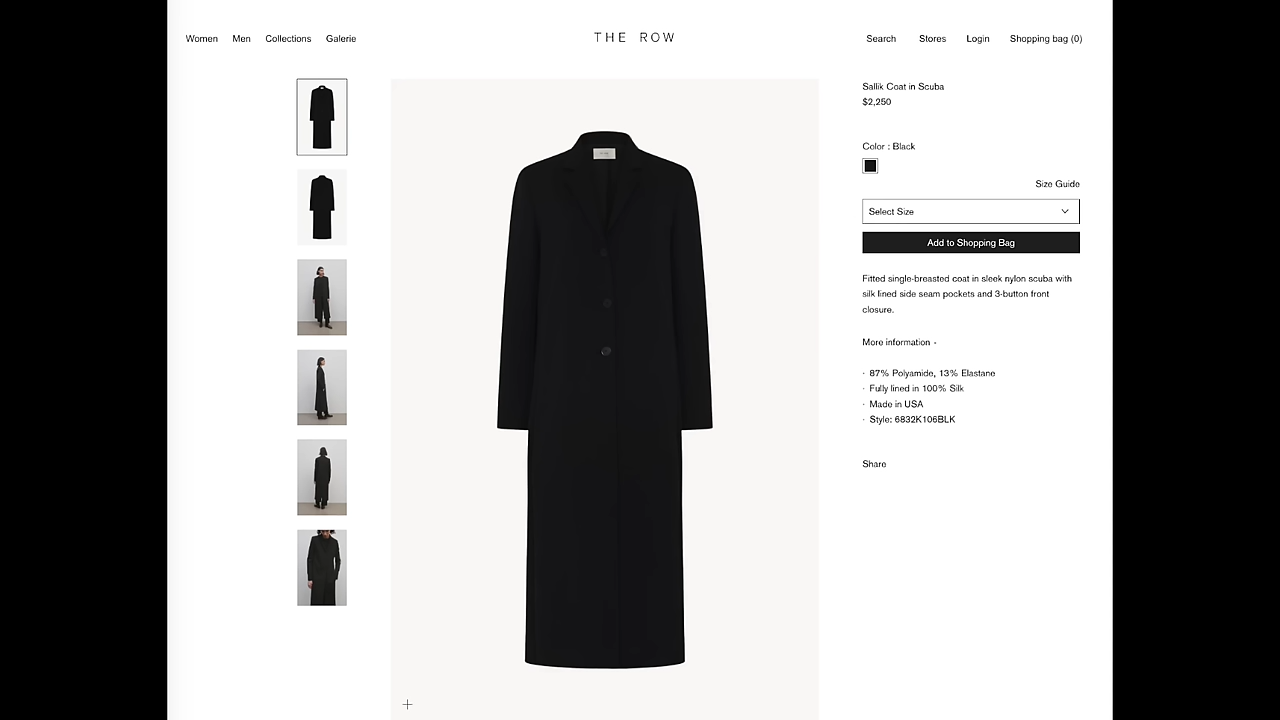 Women Men Collections Galerie
THE ROW
Search Stores Login Shopping bag (0)
Sallik Coat in Scuba
$2,250
Color : Black
Size Guide
Select Size
Add to Shopping Bag
Fitted single-breasted coat in sleek nylon scuba with
silk lined side seam pockets and 3-button front
closure.
More information -
· 87% Polyamide, 13% Elastane
· Fully lined in 100% Silk
· Made in USA
· Style: 6832K106BLK
Share